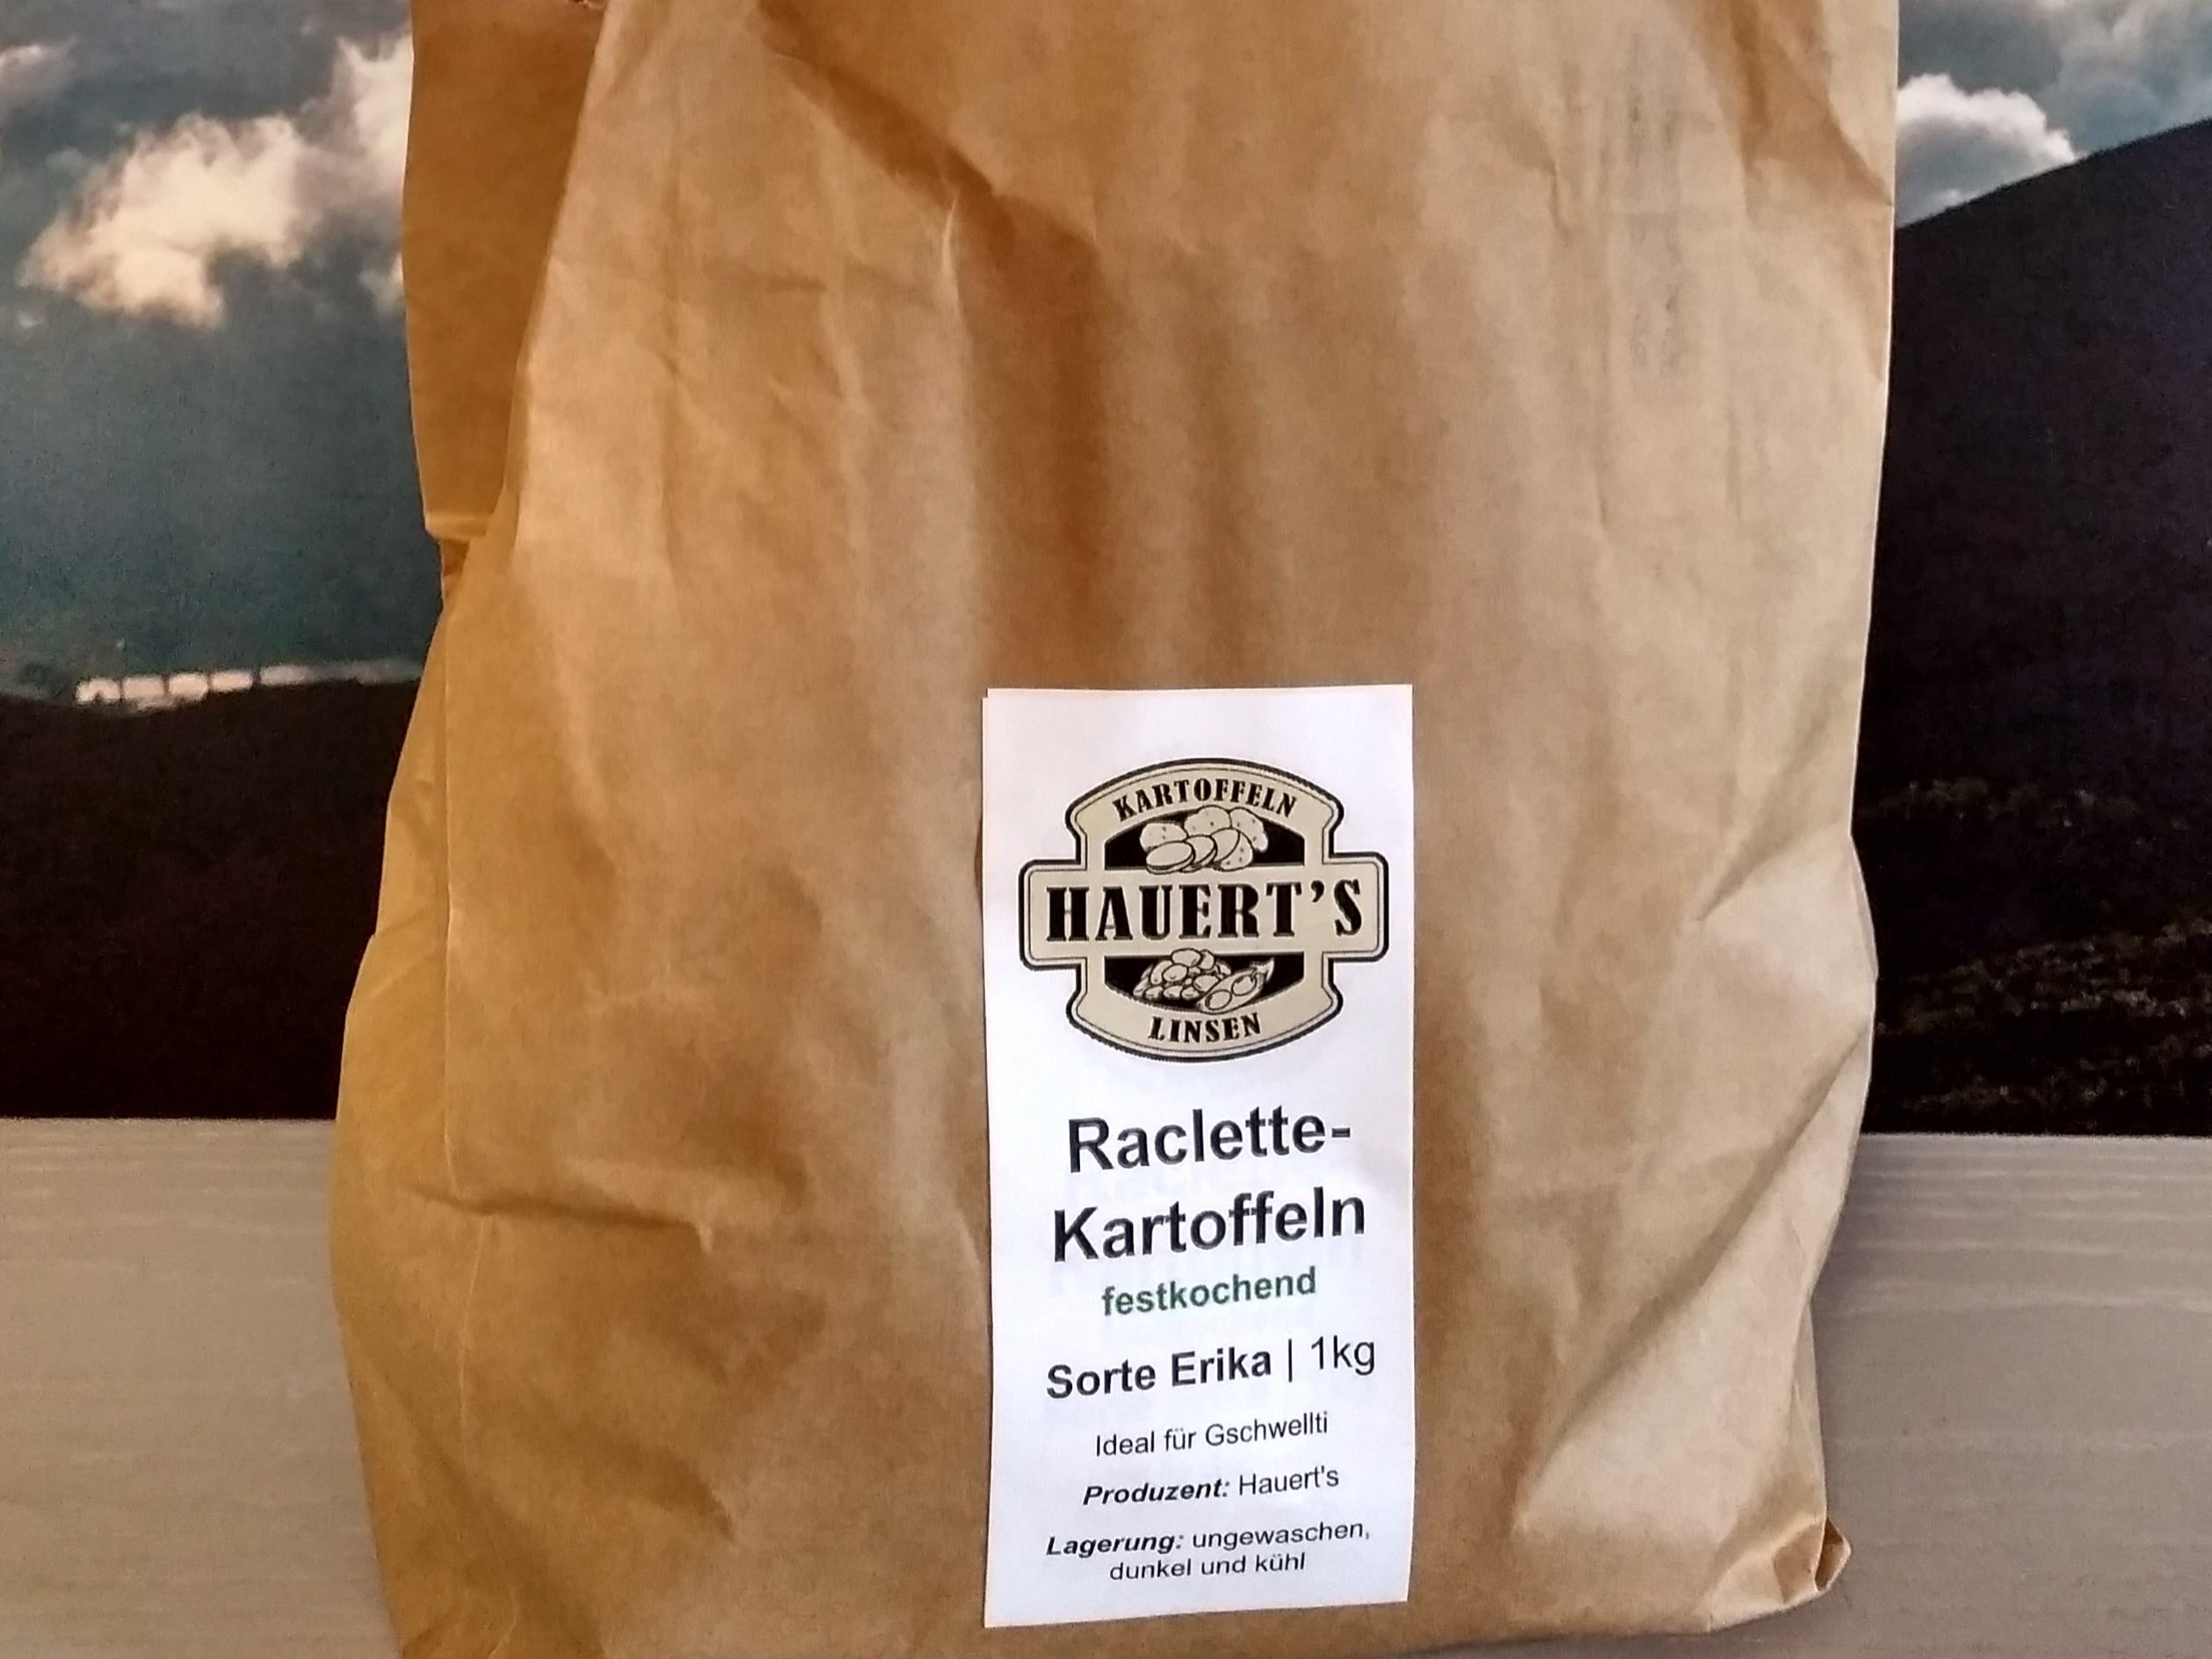 KARTOFFELN
HAUERT'S
LINSEN
Raclette-
Kartoffeln
festkochend
Sorte Erika | 1kg
Ideal für Gschwellti
Produzent: Hauert's
Lagerung: ungewaschen,
dunkel und kühl